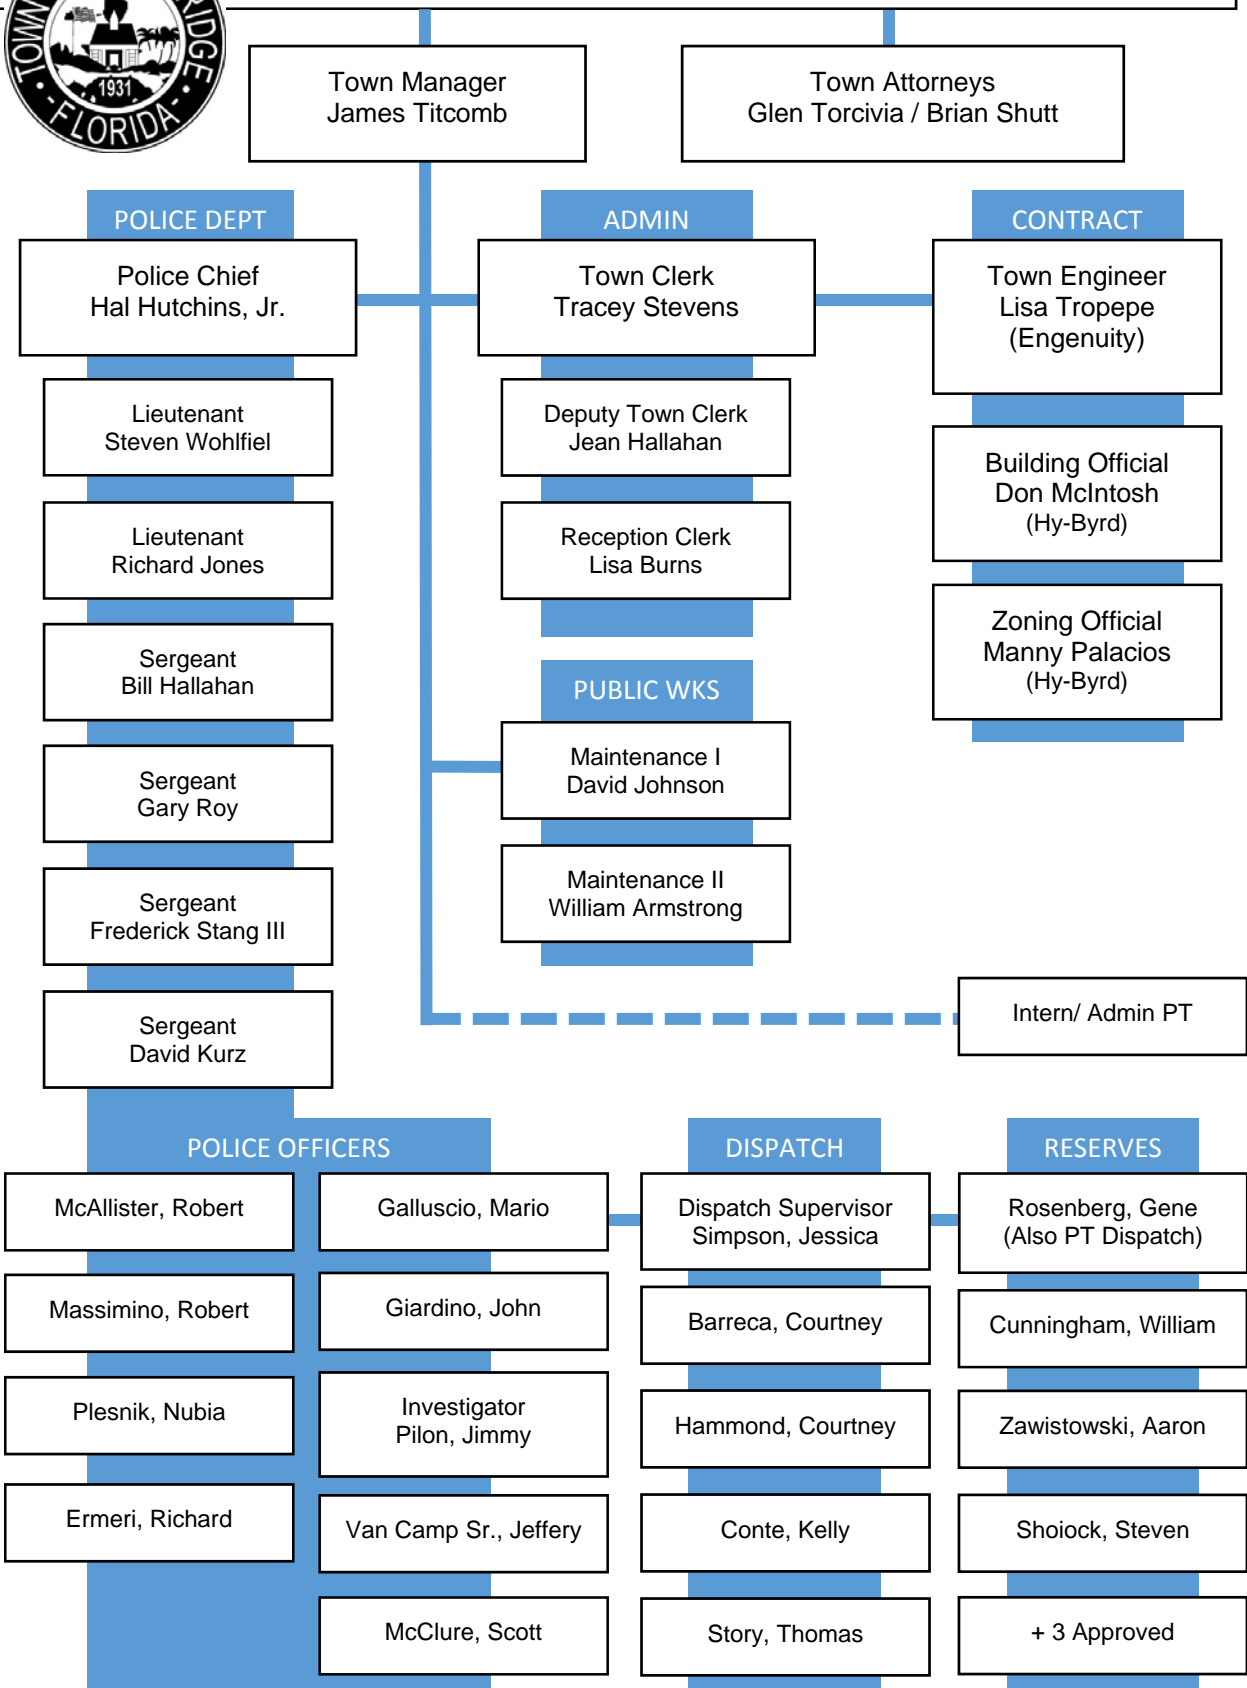 TOWN
RIDGE
1931
FLORIDA
Town Manager
James Titcomb
Town Attorneys
Glen Torcivia / Brian Shutt
POLICE DEPT
Police Chief
Hal Hutchins, Jr.
Lieutenant
Steven Wohlfiel
Lieutenant
Richard Jones
Sergeant
Bill Hallahan
Sergeant
Gary Roy
Sergeant
Frederick Stang III
Sergeant
David Kurz
ADMIN
Town Clerk
Tracey Stevens
Deputy Town Clerk
Jean Hallahan
Reception Clerk
Lisa Burns
PUBLIC WKS
Maintenance I
David Johnson
Maintenance II
William Armstrong
CONTRACT
Town Engineer
Lisa Tropepe
(Engenuity)
Building Official
Don McIntosh
(Hy-Byrd)
Zoning Official
Manny Palacios
(Hy-Byrd)
Intern/ Admin PT
POLICE OFFICERS
McAllister, Robert
Massimino, Robert
Plesnik, Nubia
Ermeri, Richard
Galluscio, Mario
Giardino, John
Investigator
Pilon, Jimmy
Van Camp Sr., Jeffery
McClure, Scott
DISPATCH
Dispatch Supervisor
Simpson, Jessica
Barreca, Courtney
Hammond, Courtney
Conte, Kelly
Story, Thomas
RESERVES
Rosenberg, Gene
(Also PT Dispatch)
Cunningham, William
Zawistowski, Aaron
Shoiock, Steven
+ 3 Approved